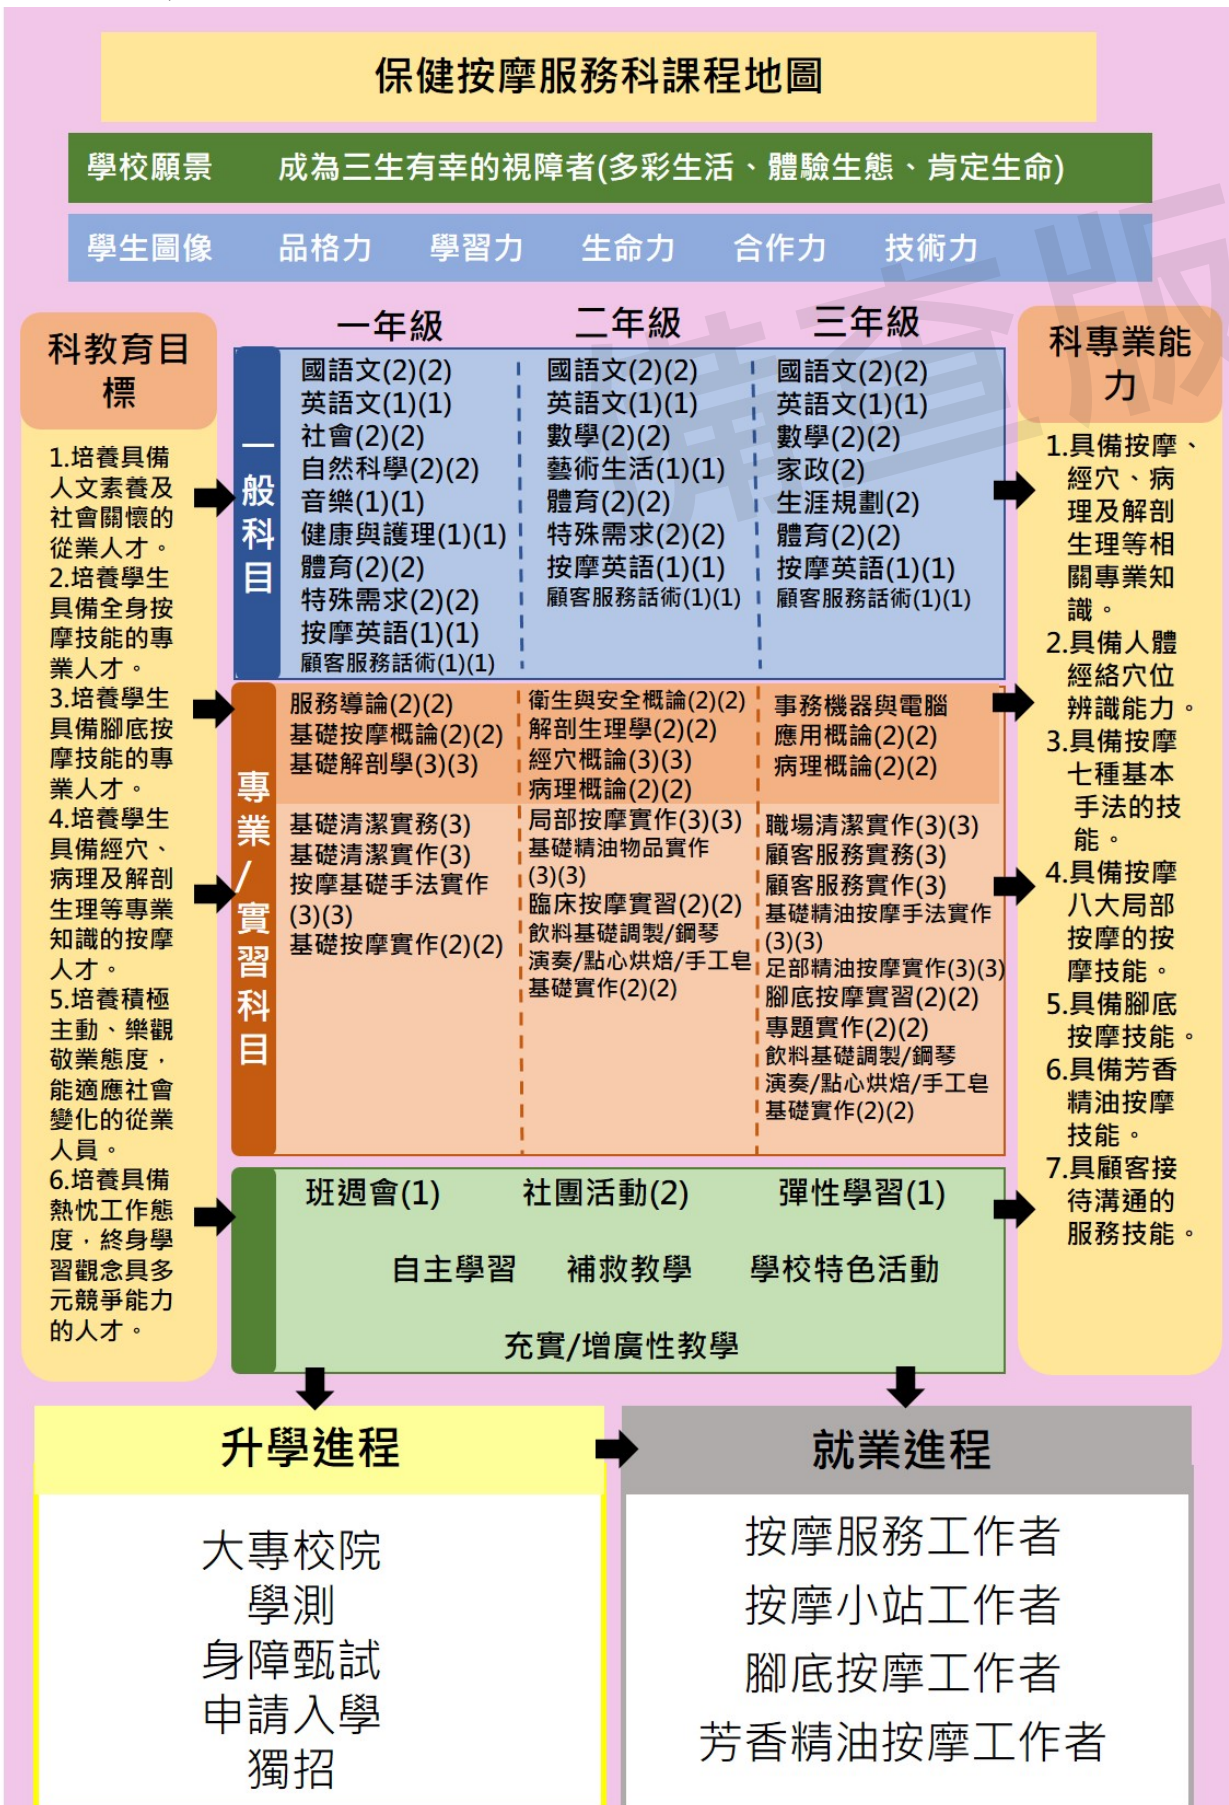 保健按摩服務科課程地圖
學校願景 成為三生有幸的視障者(多彩生活、體驗生態、肯定生命)
學生圖像 品格力 學習力 生命力 合作力 技術力
科教育目
標
1.培養具備
人文素養及
社會關懷的
從業人才。
2.培養學生
具備全身按
摩技能的專
業人才。
3.培養學生
具備腳底按
摩技能的專
業人才。
4.培養學生
具備經穴、
病理及解剖
生理等專業
知識的按摩
人才。
5.培養積極
主動、樂觀
敬業態度，
能適應社會
變化的從業
人員。
6.培養具備
熱忱工作態
度，終身學
習觀念具多
元競爭能力
的人才。
一年級 二年級 三年級
一般科目
國語文(2)(2)
英語文(1)(1)
社會(2)(2)
自然科學(2)(2)
音樂(1)(1)
健康與護理(1)(1)
體育(2)(2)
特殊需求(2)(2)
按摩英語(1)(1)
顧客服務話術(1)(1)
國語文(2)(2)
英語文(1)(1)
數學(2)(2)
藝術生活(1)(1)
體育(2)(2)
特殊需求(2)(2)
按摩英語(1)(1)
顧客服務話術(1)(1)
國語文(2)(2)
英語文(1)(1)
數學(2)(2)
家政(2)
生涯規劃(2)
體育(2)(2)
按摩英語(1)(1)
顧客服務話術(1)(1)
專業/實習科目
服務導論(2)(2)
基礎按摩概論(2)(2)
基礎解剖學(3)(3)
基礎清潔實務(3)
基礎清潔實作(3)
按摩基礎手法實作
(3)(3)
基礎按摩實作(2)(2)
衛生與安全概論(2)(2)
解剖生理學(2)(2)
經穴概論(3)(3)
病理概論(2)(2)
局部按摩實作(3)(3)
基礎精油物品實作
(3)(3)
臨床按摩實習(2)(2)
飲料基礎調製/鋼琴
演奏/點心烘焙/手工皂
基礎實作(2)(2)
事務機器與電腦
應用概論(2)(2)
病理概論(2)(2)
職場清潔實作(3)(3)
顧客服務實務(3)
顧客服務實作(3)
基礎精油按摩手法實作
(3)(3)
足部精油按摩實作(3)(3)
腳底按摩實習(2)(2)
專題實作(2)(2)
飲料基礎調製/鋼琴
演奏/點心烘焙/手工皂
基礎實作(2)(2)
班週會(1) 社團活動(2) 彈性學習(1)
自主學習 補救教學 學校特色活動
充實/增廣性教學
科專業能
力
1.具備按摩、
經穴、病
理及解剖
生理等相
關專業知
識。
2.具備人體
經絡穴位
辨識能力。
3.具備按摩
七種基本
手法的技
能。
4.具備按摩
八大局部
按摩的按
摩技能。
5.具備腳底
按摩技能。
6.具備芳香
精油按摩
技能。
7.具顧客接
待溝通的
服務技能。
升學進程
大專校院
學測
身障甄試
申請入學
獨招
就業進程
按摩服務工作者
按摩小站工作者
腳底按摩工作者
芳香精油按摩工作者
備查版